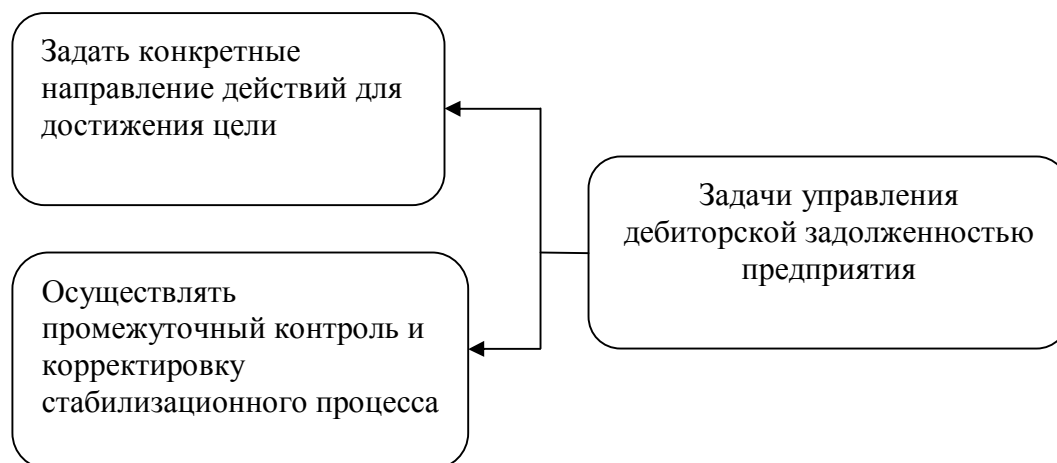 Задать конкретные
направление действий для
достижения цели
Задачи управления
дебиторской задолженностью
предприятия
Осуществлять
промежуточный контроль и
корректировку
стабилизационного процесса